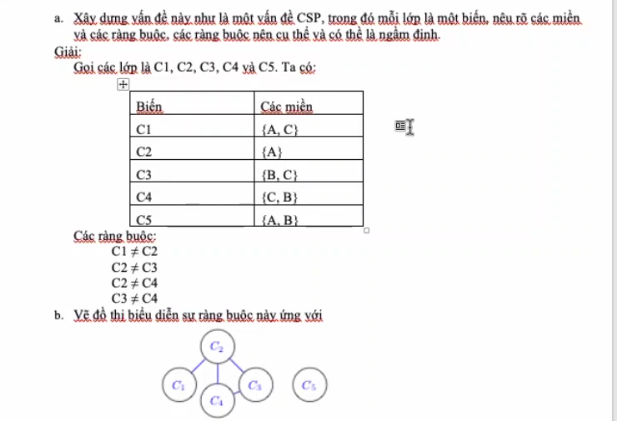 a. Xây dựng vấn đề này như là một vấn đề CSP, trong đó mỗi lớp là một biến, nêu rõ các miền
và các ràng buộc, các ràng buộc nên cụ thể và có thể là ngầm định.
Giải:
Gọi các lớp là C1, C2, C3, C4 và C5. Ta có:
Biến Các miền
C1 {A, C}
C2 {A}
C3 {B, C}
C4 {C, B}
C5 {A, B}
Các ràng buộc:
C1 ≠ C2
C2 ≠ C3
C2 ≠ C4
C3 ≠ C4
b. Vẽ đồ thị biểu diễn sự ràng buộc này ứng với
C₂
C₁ C₃ C₅
C₄